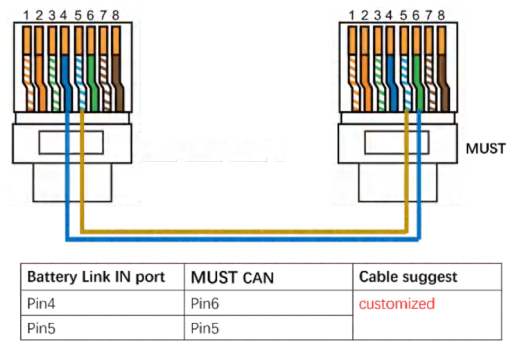 1 2 3 4 5 6 7 8
1 2 3 4 5 6 7 8
MUST
Battery Link IN port MUST CAN Cable suggest
Pin4 Pin6 customized
Pin5 Pin5